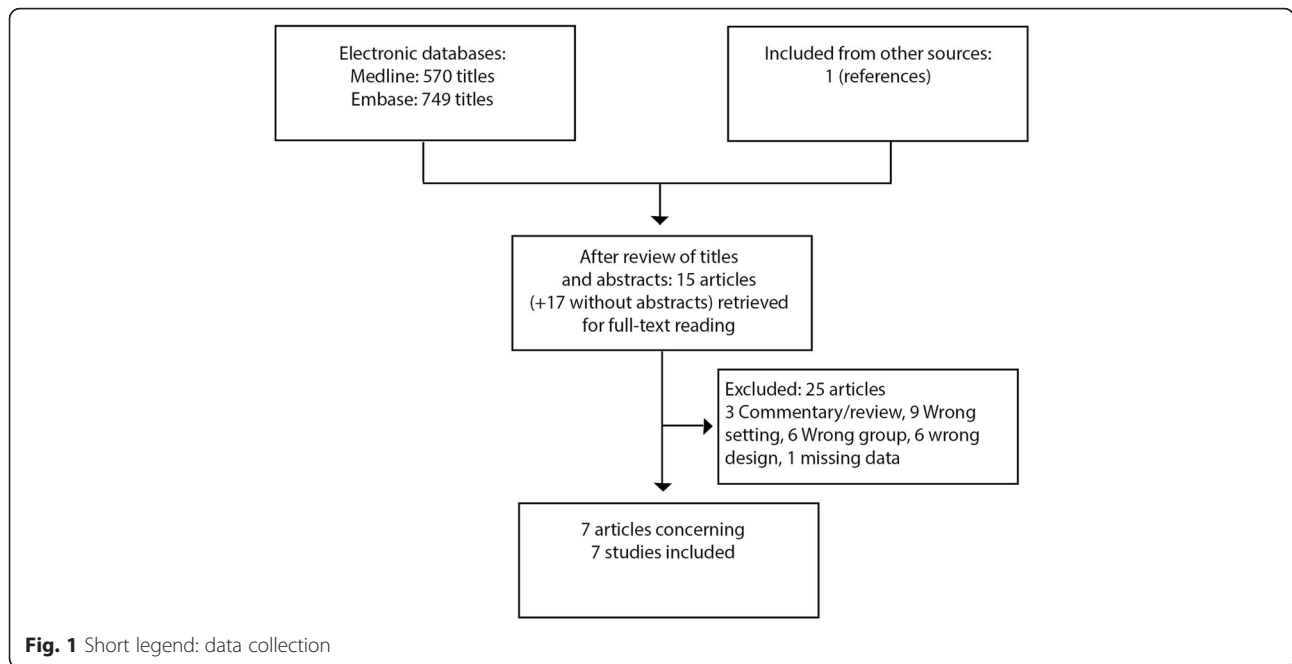 Electronic databases:
Medline: 570 titles
Embase: 749 titles
Included from other sources:
1 (references)
After review of titles
and abstracts: 15 articles
(+17 without abstracts) retrieved
for full-text reading
Excluded: 25 articles
3 Commentary/review, 9 Wrong
setting, 6 Wrong group, 6 wrong
design, 1 missing data
7 articles concerning
7 studies included
Fig. 1 Short legend: data collection